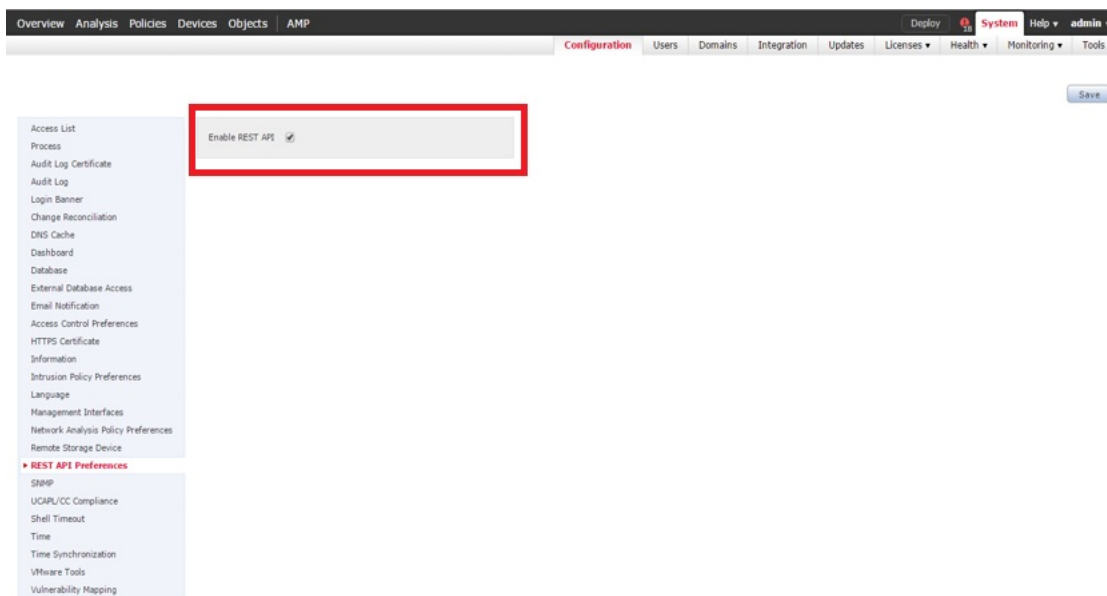 Overview Analysis Policies Devices Objects AMP Deploy 18 System Help admin
Configuration Users Domains Integration Updates Licenses Health Monitoring Tools
Save
Enable REST API
Access List
Process
Audit Log Certificate
Audit Log
Login Banner
Change Reconciliation
DNS Cache
Dashboard
Database
External Database Access
Email Notification
Access Control Preferences
HTTPS Certificate
Information
Intrusion Policy Preferences
Language
Management Interfaces
Network Analysis Policy Preferences
Remote Storage Device
REST API Preferences
SNMP
UCAPL/CC Compliance
Shell Timeout
Time
Time Synchronization
VMware Tools
Vulnerability Mapping